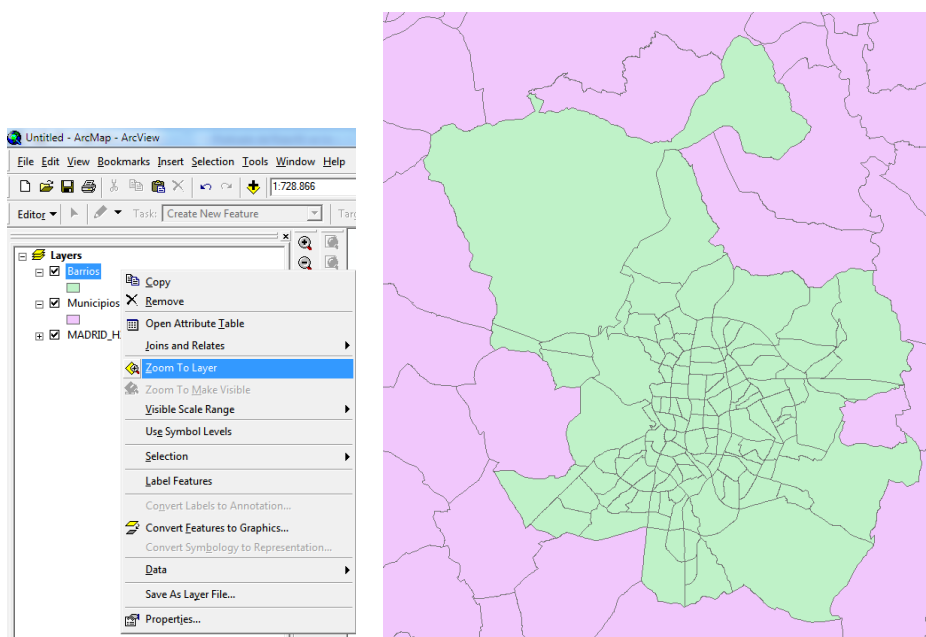 Untitled - ArcMap - ArcView
File Edit View Bookmarks Insert Selection Tools Window Help
1:728.866
Editor Task: Create New Feature
Layers
Barrios
Municipios
MADRID_H
Copy
Remove
Open Attribute Table
Joins and Relates
Zoom To Layer
Zoom To Make Visible
Visible Scale Range
Use Symbol Levels
Selection
Label Features
Convert Labels to Annotation...
Convert Features to Graphics...
Convert Symbology to Representation...
Data
Save As Layer File...
Properties...